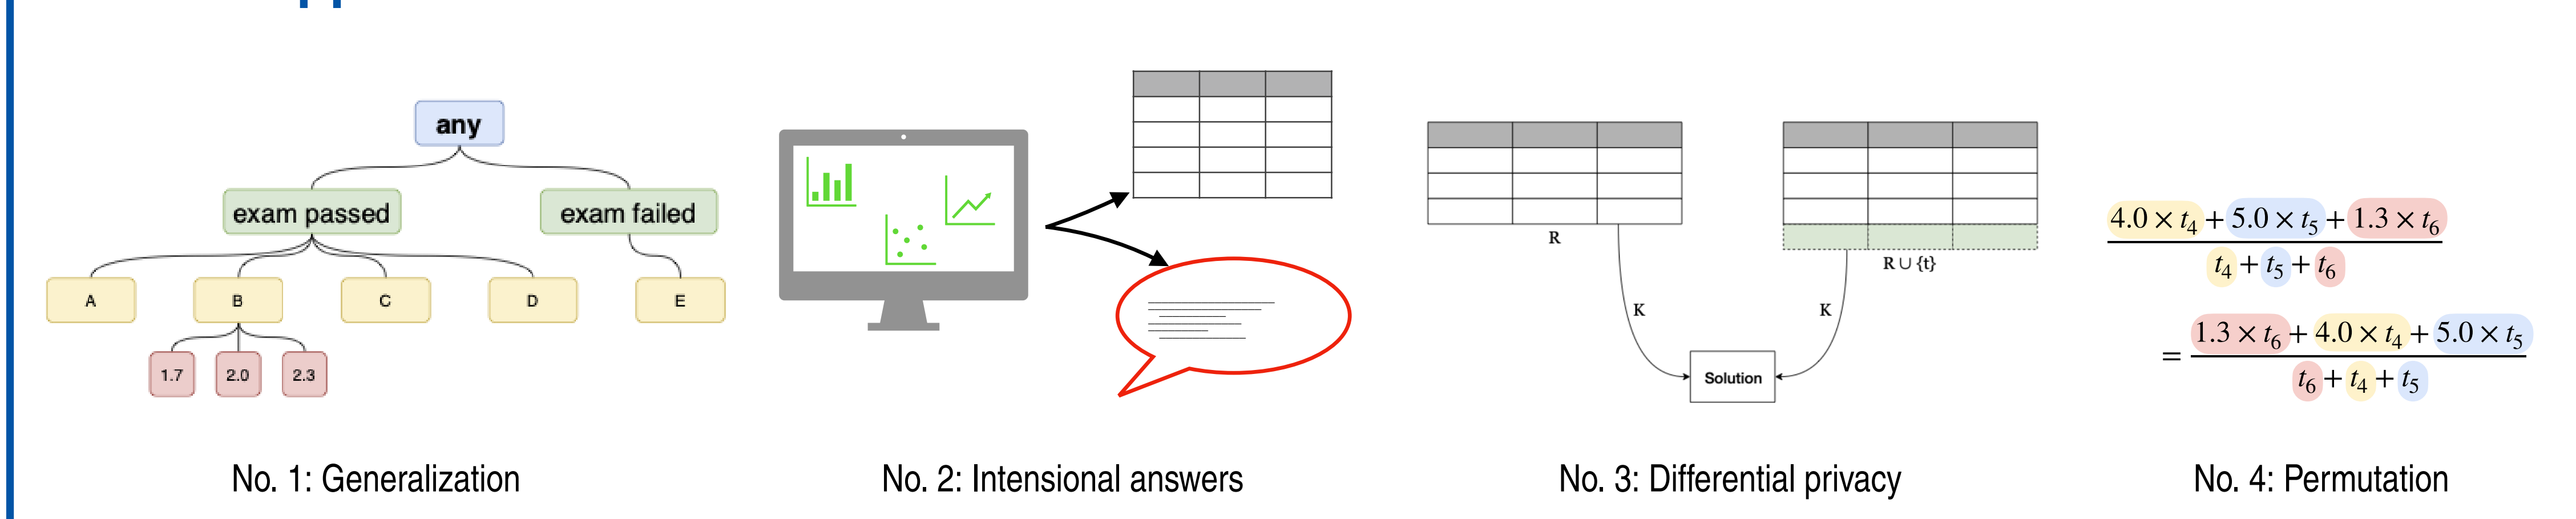 any
exam passed
exam failed
A
B
C
D
E
1.7
2.0
2.3
No. 1: Generalization
No. 2: Intensional answers
R
R ∪ {t}
K
K
Solution
No. 3: Differential privacy
4.0 × t₄ + 5.0 × t₅ + 1.3 × t₆
t₄ + t₅ + t₆
= 1.3 × t₆ + 4.0 × t₄ + 5.0 × t₅
t₆ + t₄ + t₅
No. 4: Permutation